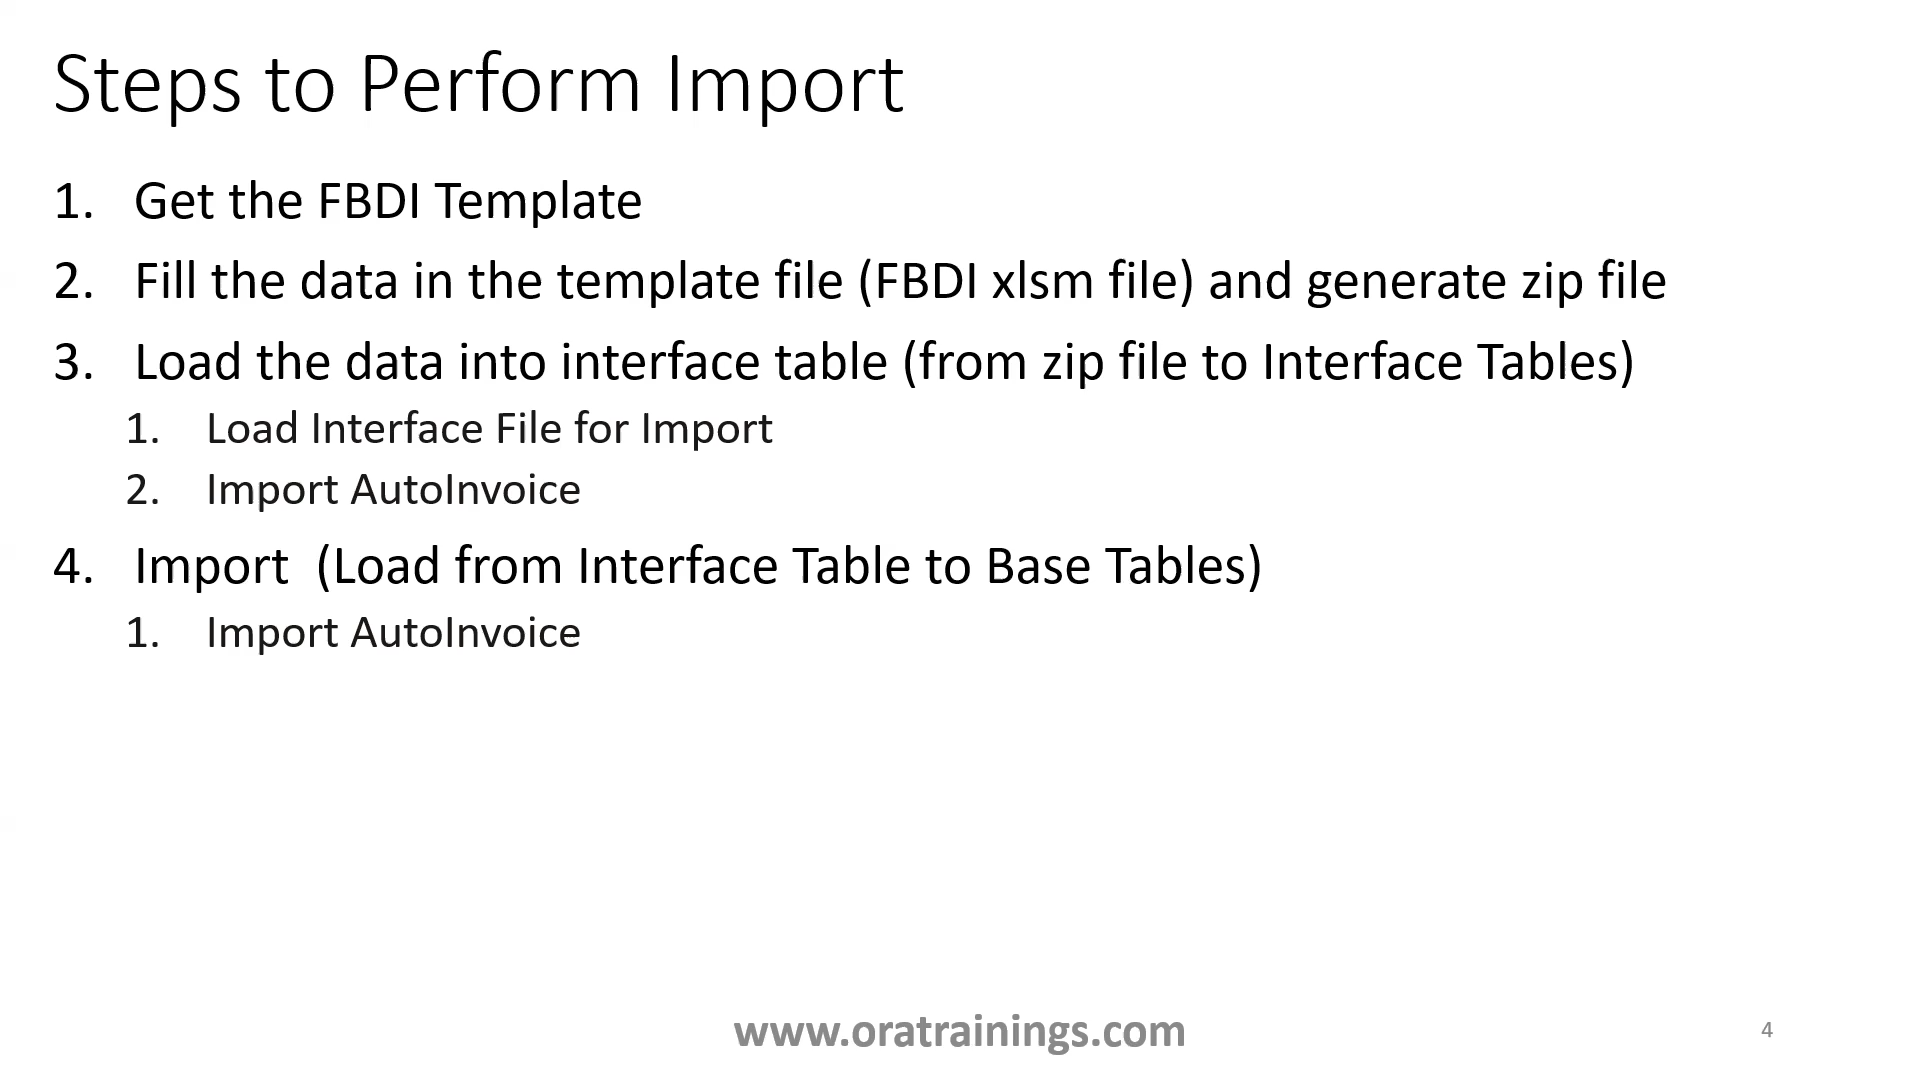 Steps to Perform Import
1. Get the FBDI Template
2. Fill the data in the template file (FBDI xlsm file) and generate zip file
3. Load the data into interface table (from zip file to Interface Tables)
1. Load Interface File for Import
2. Import AutoInvoice
4. Import (Load from Interface Table to Base Tables)
1. Import AutoInvoice
www.oratrainings.com
4